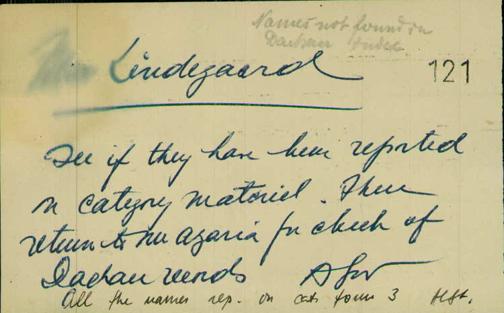 Names not found in
Dachau Index
Lindegaard
121
See if they have been reported
on category material. Then
return to Mr Azaria for check of
Dachau records
All the names rep. on cat. form 3